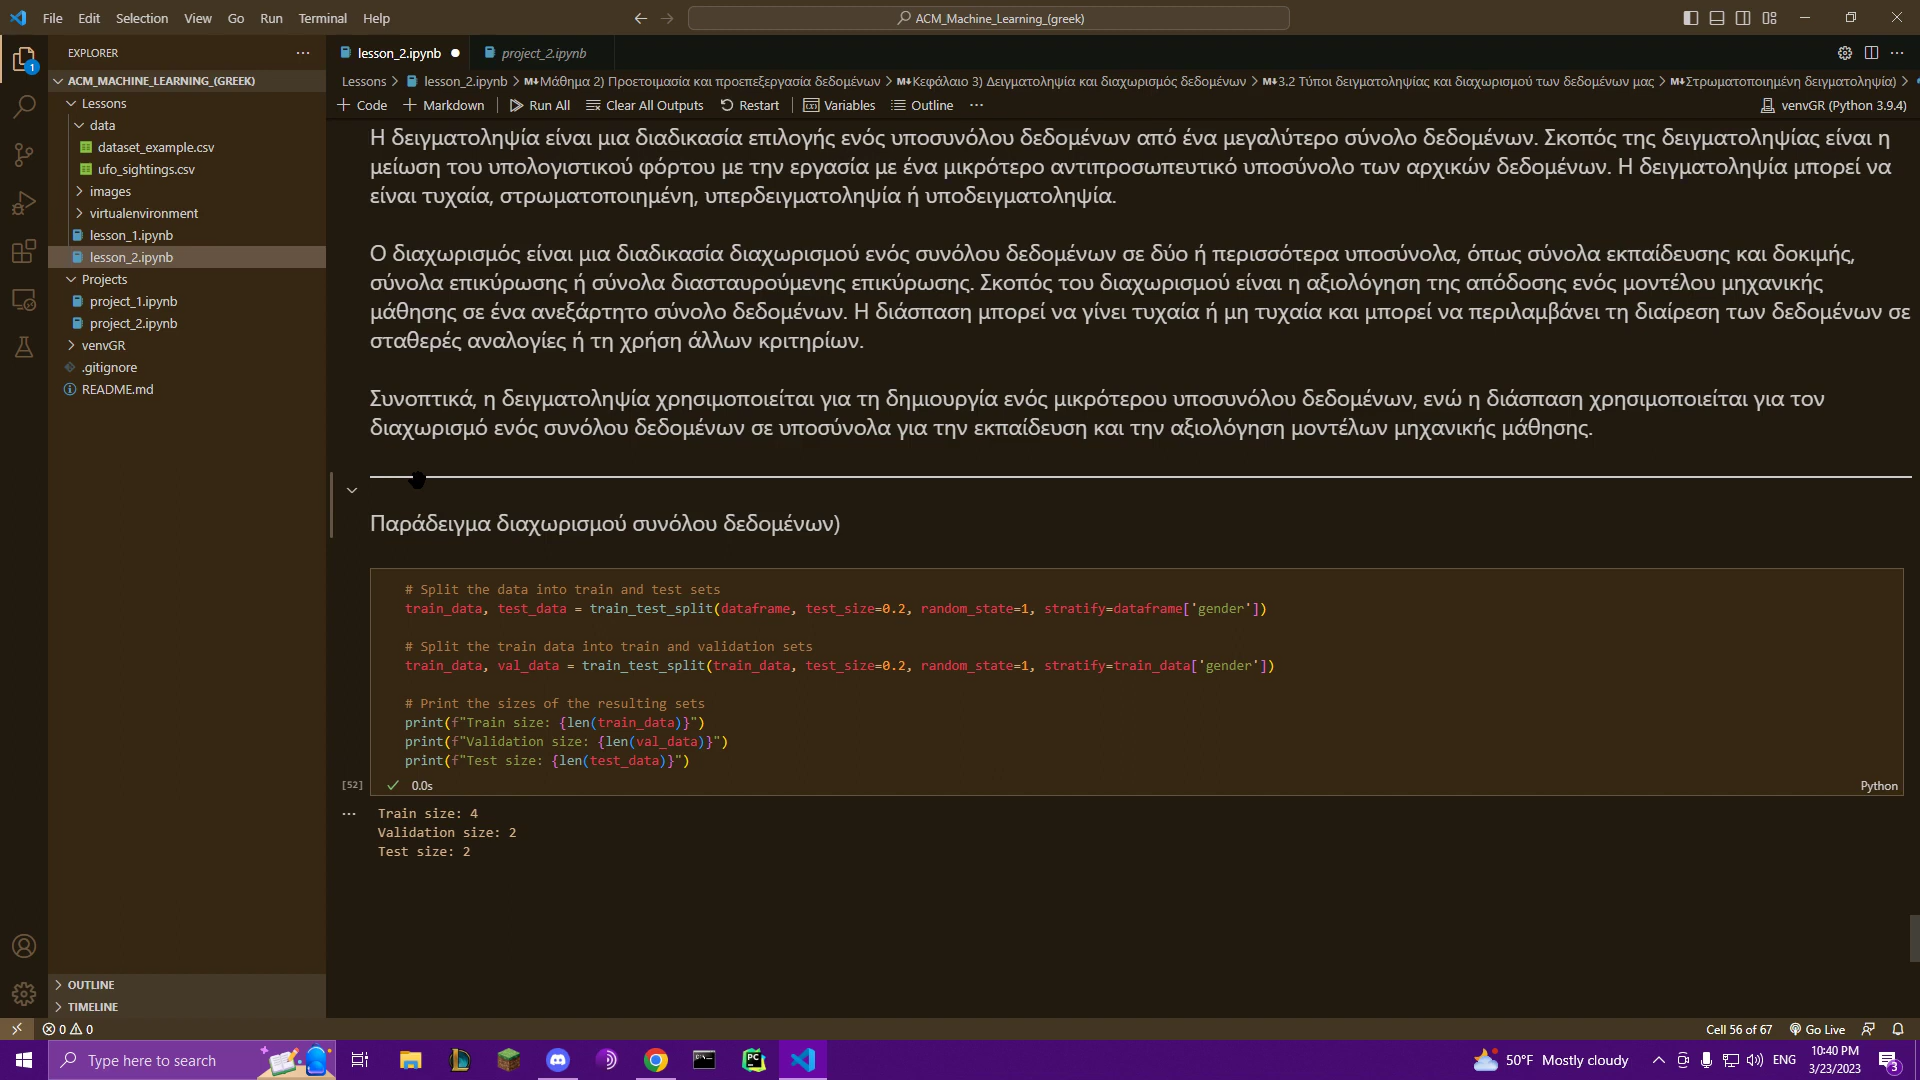 File Edit Selection View Go Run Terminal Help
ACM_Machine_Learning_(greek)
EXPLORER
lesson_2.ipynb
project_2.ipynb
ACM_MACHINE_LEARNING_(GREEK)
Lessons
data
dataset_example.csv
ufo_sightings.csv
images
virtualenvironment
lesson_1.ipynb
lesson_2.ipynb
Projects
project_1.ipynb
project_2.ipynb
venvGR
.gitignore
README.md
OUTLINE
TIMELINE
1
Lessons > lesson_2.ipynb > Μάθημα 2) Προετοιμασία και προεπεξεργασία δεδομένων > Κεφάλαιο 3) Δειγματοληψία και διαχωρισμός δεδομένων > 3.2 Τύποι δειγματοληψίας και διαχωρισμού των δεδομένων μας > Στρωματοποιημένη δειγματοληψία) >
+ Code + Markdown Run All Clear All Outputs Restart Variables Outline ...
venvGR (Python 3.9.4)
Η δειγματοληψία είναι μια διαδικασία επιλογής ενός υποσυνόλου δεδομένων από ένα μεγαλύτερο σύνολο δεδομένων. Σκοπός της δειγματοληψίας είναι η
μείωση του υπολογιστικού φόρτου με την εργασία με ένα μικρότερο αντιπροσωπευτικό υποσύνολο των αρχικών δεδομένων. Η δειγματοληψία μπορεί να
είναι τυχαία, στρωματοποιημένη, υπερδειγματοληψία ή υποδειγματοληψία.
Ο διαχωρισμός είναι μια διαδικασία διαχωρισμού ενός συνόλου δεδομένων σε δύο ή περισσότερα υποσύνολα, όπως σύνολα εκπαίδευσης και δοκιμής,
σύνολα επικύρωσης ή σύνολα διασταυρούμενης επικύρωσης. Σκοπός του διαχωρισμού είναι η αξιολόγηση της απόδοσης ενός μοντέλου μηχανικής
μάθησης σε ένα ανεξάρτητο σύνολο δεδομένων. Η διάσπαση μπορεί να γίνει τυχαία ή μη τυχαία και μπορεί να περιλαμβάνει τη διαίρεση των δεδομένων σε
σταθερές αναλογίες ή τη χρήση άλλων κριτηρίων.
Συνοπτικά, η δειγματοληψία χρησιμοποιείται για τη δημιουργία ενός μικρότερου υποσυνόλου δεδομένων, ενώ η διάσπαση χρησιμοποιείται για τον
διαχωρισμό ενός συνόλου δεδομένων σε υποσύνολα για την εκπαίδευση και την αξιολόγηση μοντέλων μηχανικής μάθησης.
Παράδειγμα διαχωρισμού συνόλου δεδομένων)
# Split the data into train and test sets
train_data, test_data = train_test_split(dataframe, test_size=0.2, random_state=1, stratify=dataframe['gender'])
# Split the train data into train and validation sets
train_data, val_data = train_test_split(train_data, test_size=0.2, random_state=1, stratify=train_data['gender'])
# Print the sizes of the resulting sets
print(f"Train size: {len(train_data)}")
print(f"Validation size: {len(val_data)}")
print(f"Test size: {len(test_data)}")
[52] 0.0s
Python
Train size: 4
Validation size: 2
Test size: 2
0 0
Cell 56 of 67 Go Live
Type here to search
PC
50°F Mostly cloudy
ENG
10:40 PM
3/23/2023
3